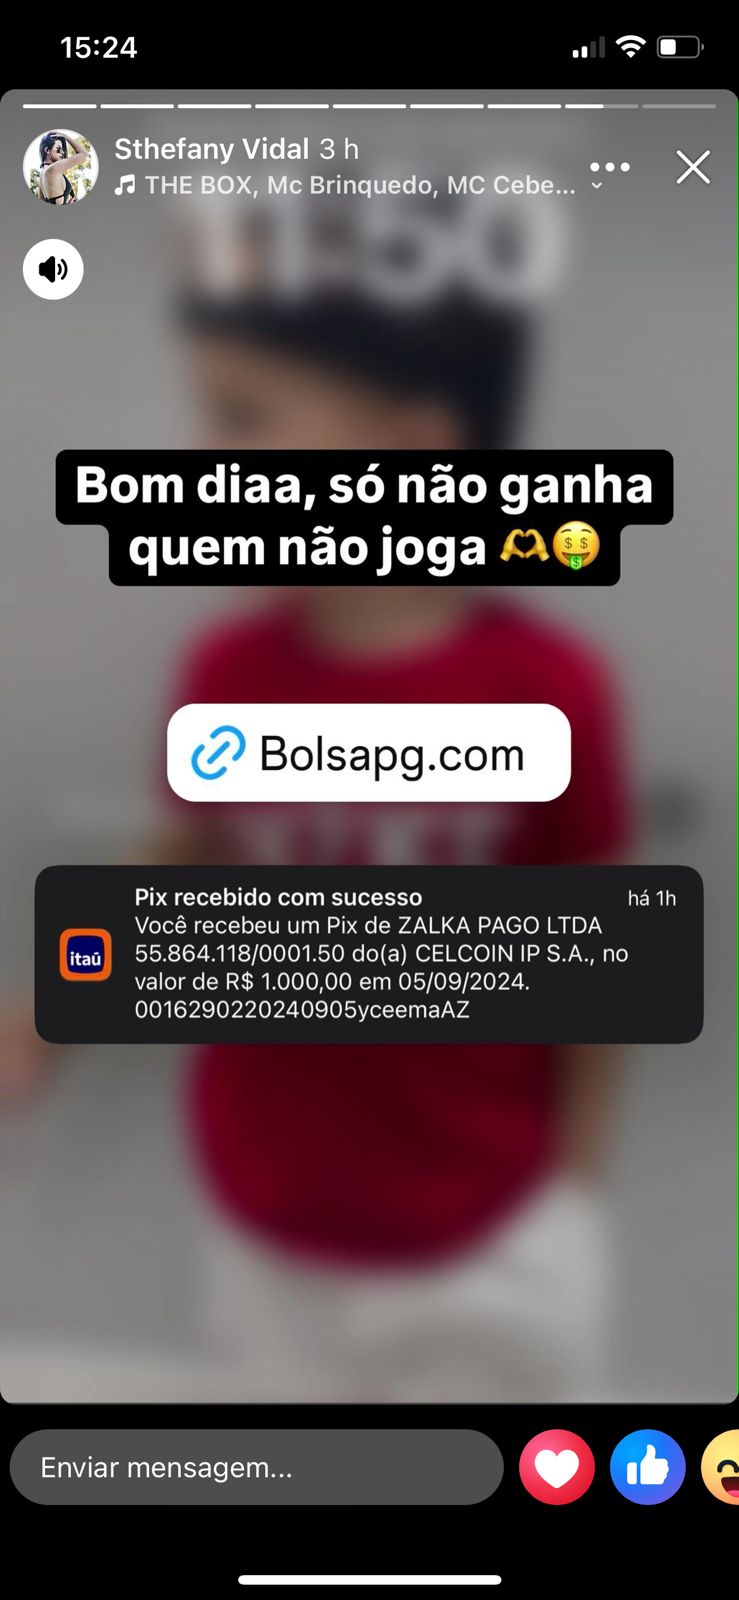 15:24
Sthefany Vidal 3 h
THE BOX, Mc Brinquedo, MC Cebe...
11:50
Bom diaa, só não ganha
quem não joga 🫶🤑
Bolsapg.com
Pix recebido com sucesso há 1h
Você recebeu um Pix de ZALKA PAGO LTDA
55.864.118/0001.50 do(a) CELCOIN IP S.A., no
valor de R$ 1.000,00 em 05/09/2024.
0016290220240905yceemaAZ
itaú
Enviar mensagem...